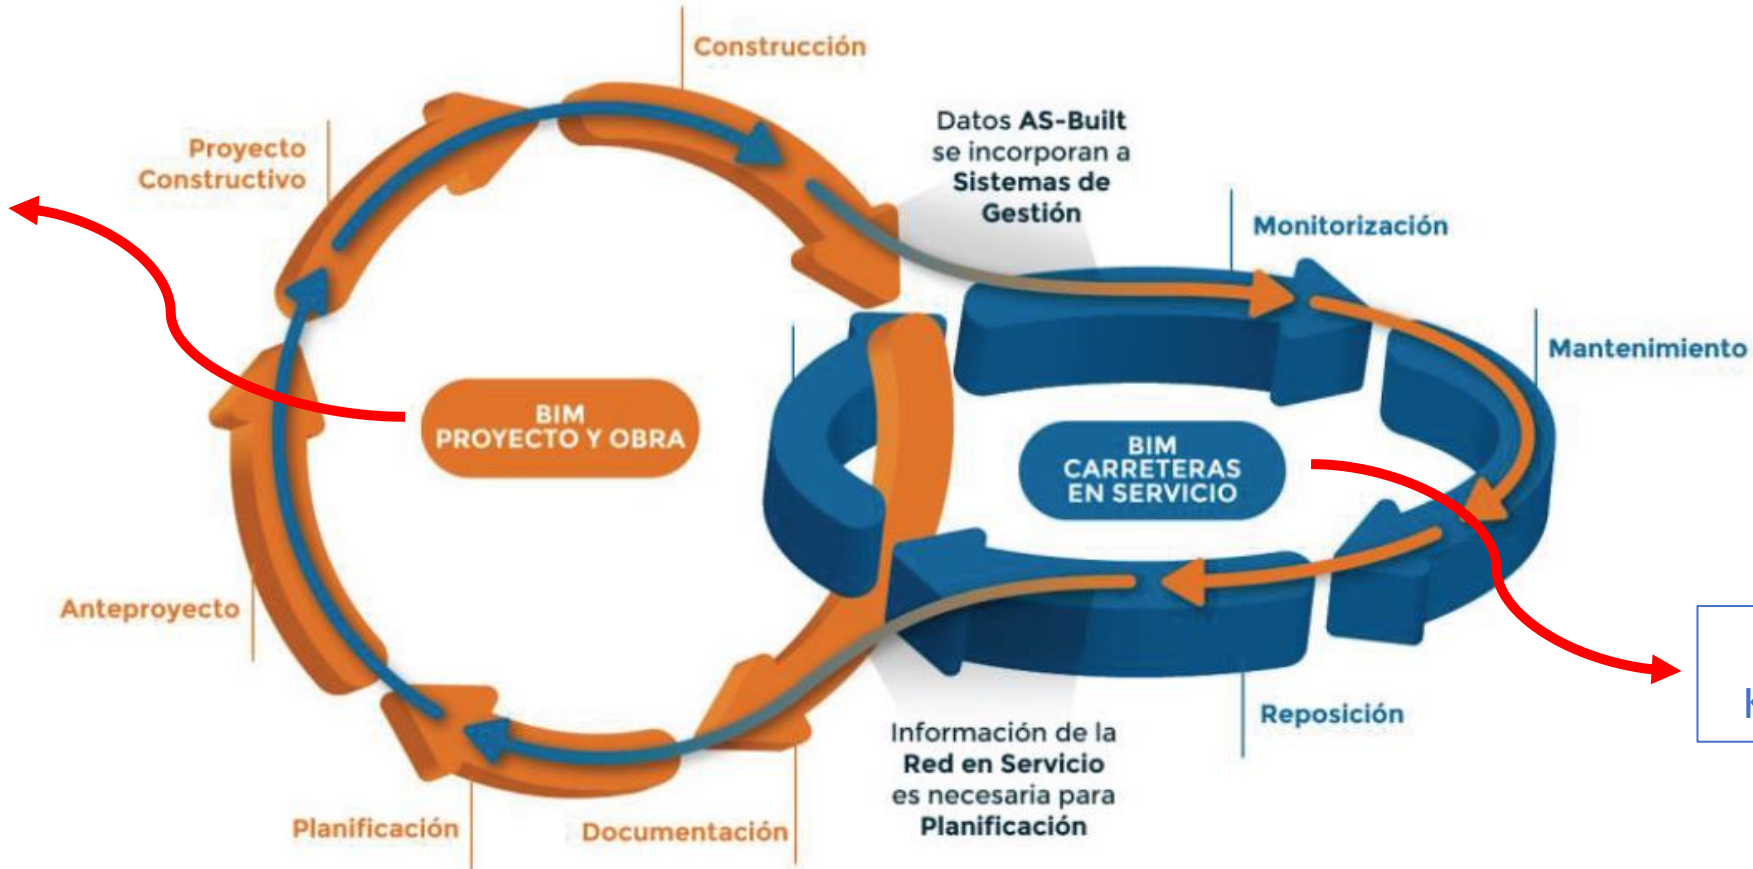 Construcción
Proyecto
Constructivo
Datos AS-Built
se incorporan a
Sistemas de
Gestión
Monitorización
Mantenimiento
BIM
PROYECTO Y OBRA
BIM
CARRETERAS
EN SERVICIO
Anteproyecto
Reposición
Información de la
Red en Servicio
es necesaria para
Planificación
Planificación
Documentación